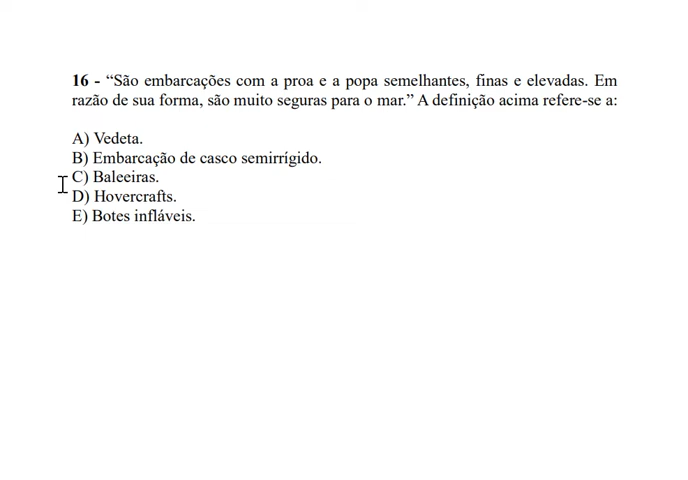 16 - “São embarcações com a proa e a popa semelhantes, finas e elevadas. Em
razão de sua forma, são muito seguras para o mar.” A definição acima refere-se a:
A) Vedeta.
B) Embarcação de casco semirrígido.
C) Baleeiras.
D) Hovercrafts.
E) Botes infláveis.